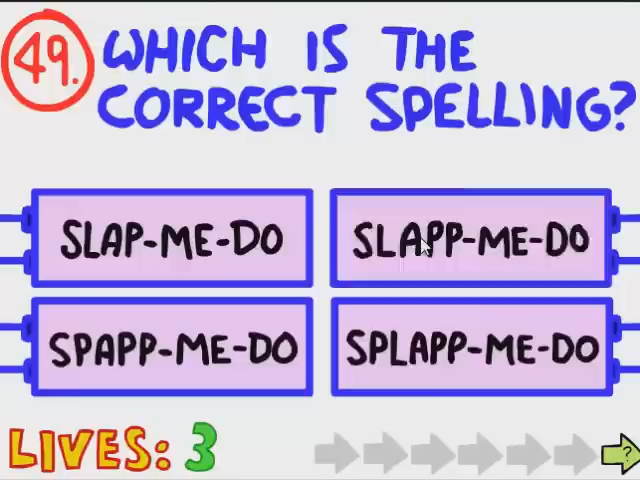 49. WHICH IS THE
CORRECT SPELLING?
SLAP-ME-DO
SLAPP-ME-DO
SPAPP-ME-DO
SPLAPP-ME-DO
LIVES: 3
?